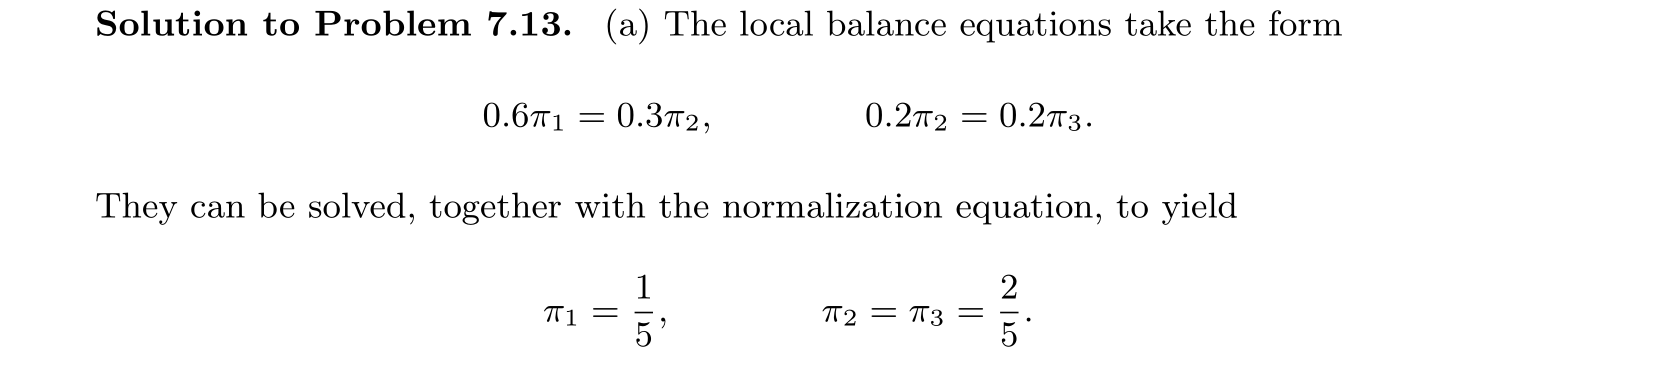 Solution to Problem 7.13. (a) The local balance equations take the form
0.6π₁ = 0.3π₂, 0.2π₂ = 0.2π₃.
They can be solved, together with the normalization equation, to yield
π₁ = 1/5, π₂ = π₃ = 2/5.